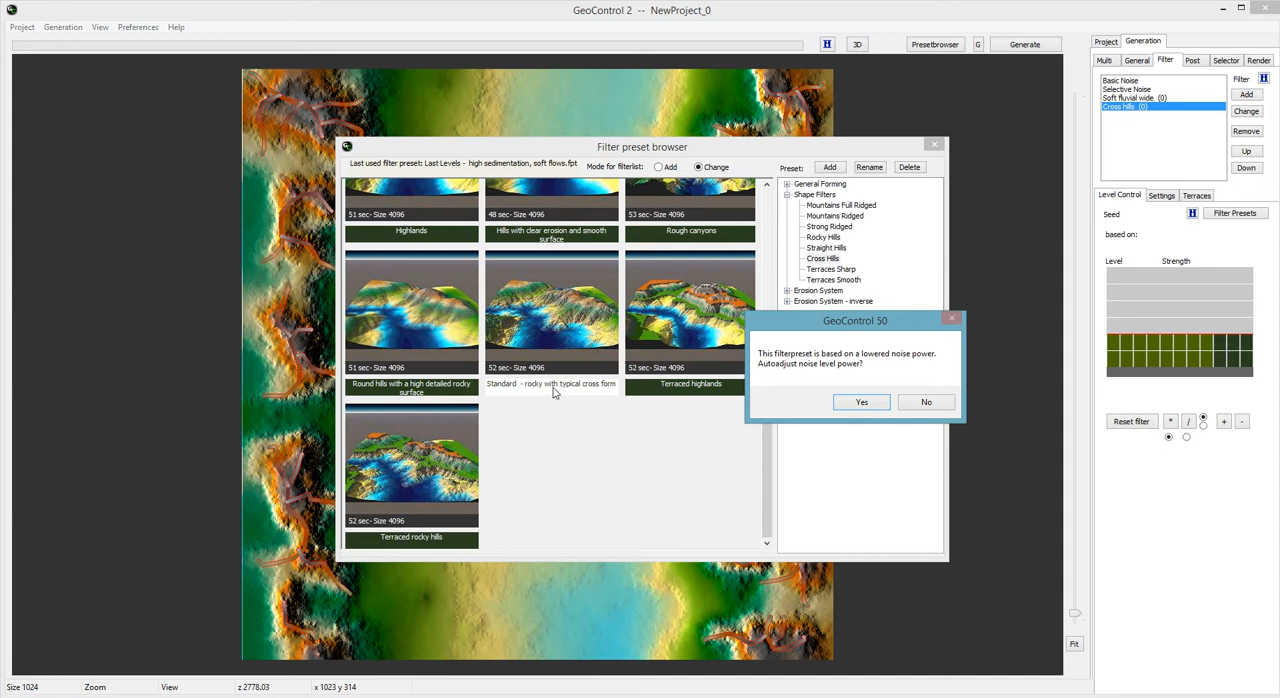 GeoControl 2 -- NewProject_0
Project Generation View Preferences Help
H 3D Presetbrowser G Generate
Project Generation
Multi General Filter Post Selector Render
Basic Noise
Selective Noise
Soft fluvial wide (0)
Cross hills (0)
Filter H
Add
Change
Remove
Up
Down
Level Control Settings Terraces
Seed H Filter Presets
based on:
Level Strength
Reset filter * / + -
Filter preset browser
Last used filter preset: Last Levels - high sedimentation, soft flows.fpt
Mode for filterlist: Add Change
Preset: Add Rename Delete
51 sec- Size 4096
48 sec- Size 4096
53 sec- Size 4096
Highlands
Hills with clear erosion and smooth
surface
Rough canyons
51 sec- Size 4096
52 sec- Size 4096
52 sec- Size 4096
Round hills with a high detailed rocky
surface
Standard - rocky with typical cross form
Terraced highlands
52 sec- Size 4096
Terraced rocky hills
General Forming
Shape Filters
Mountains Full Ridged
Mountains Ridged
Strong Ridged
Rocky Hills
Straight Hills
Cross Hills
Terraces Sharp
Terraces Smooth
Erosion System
Erosion System - inverse
GeoControl 50
This filterpreset is based on a lowered noise power.
Autoadjust noise level power?
Yes No
Fit
Size 1024 Zoom View z 2778.03 x 1023 y 314